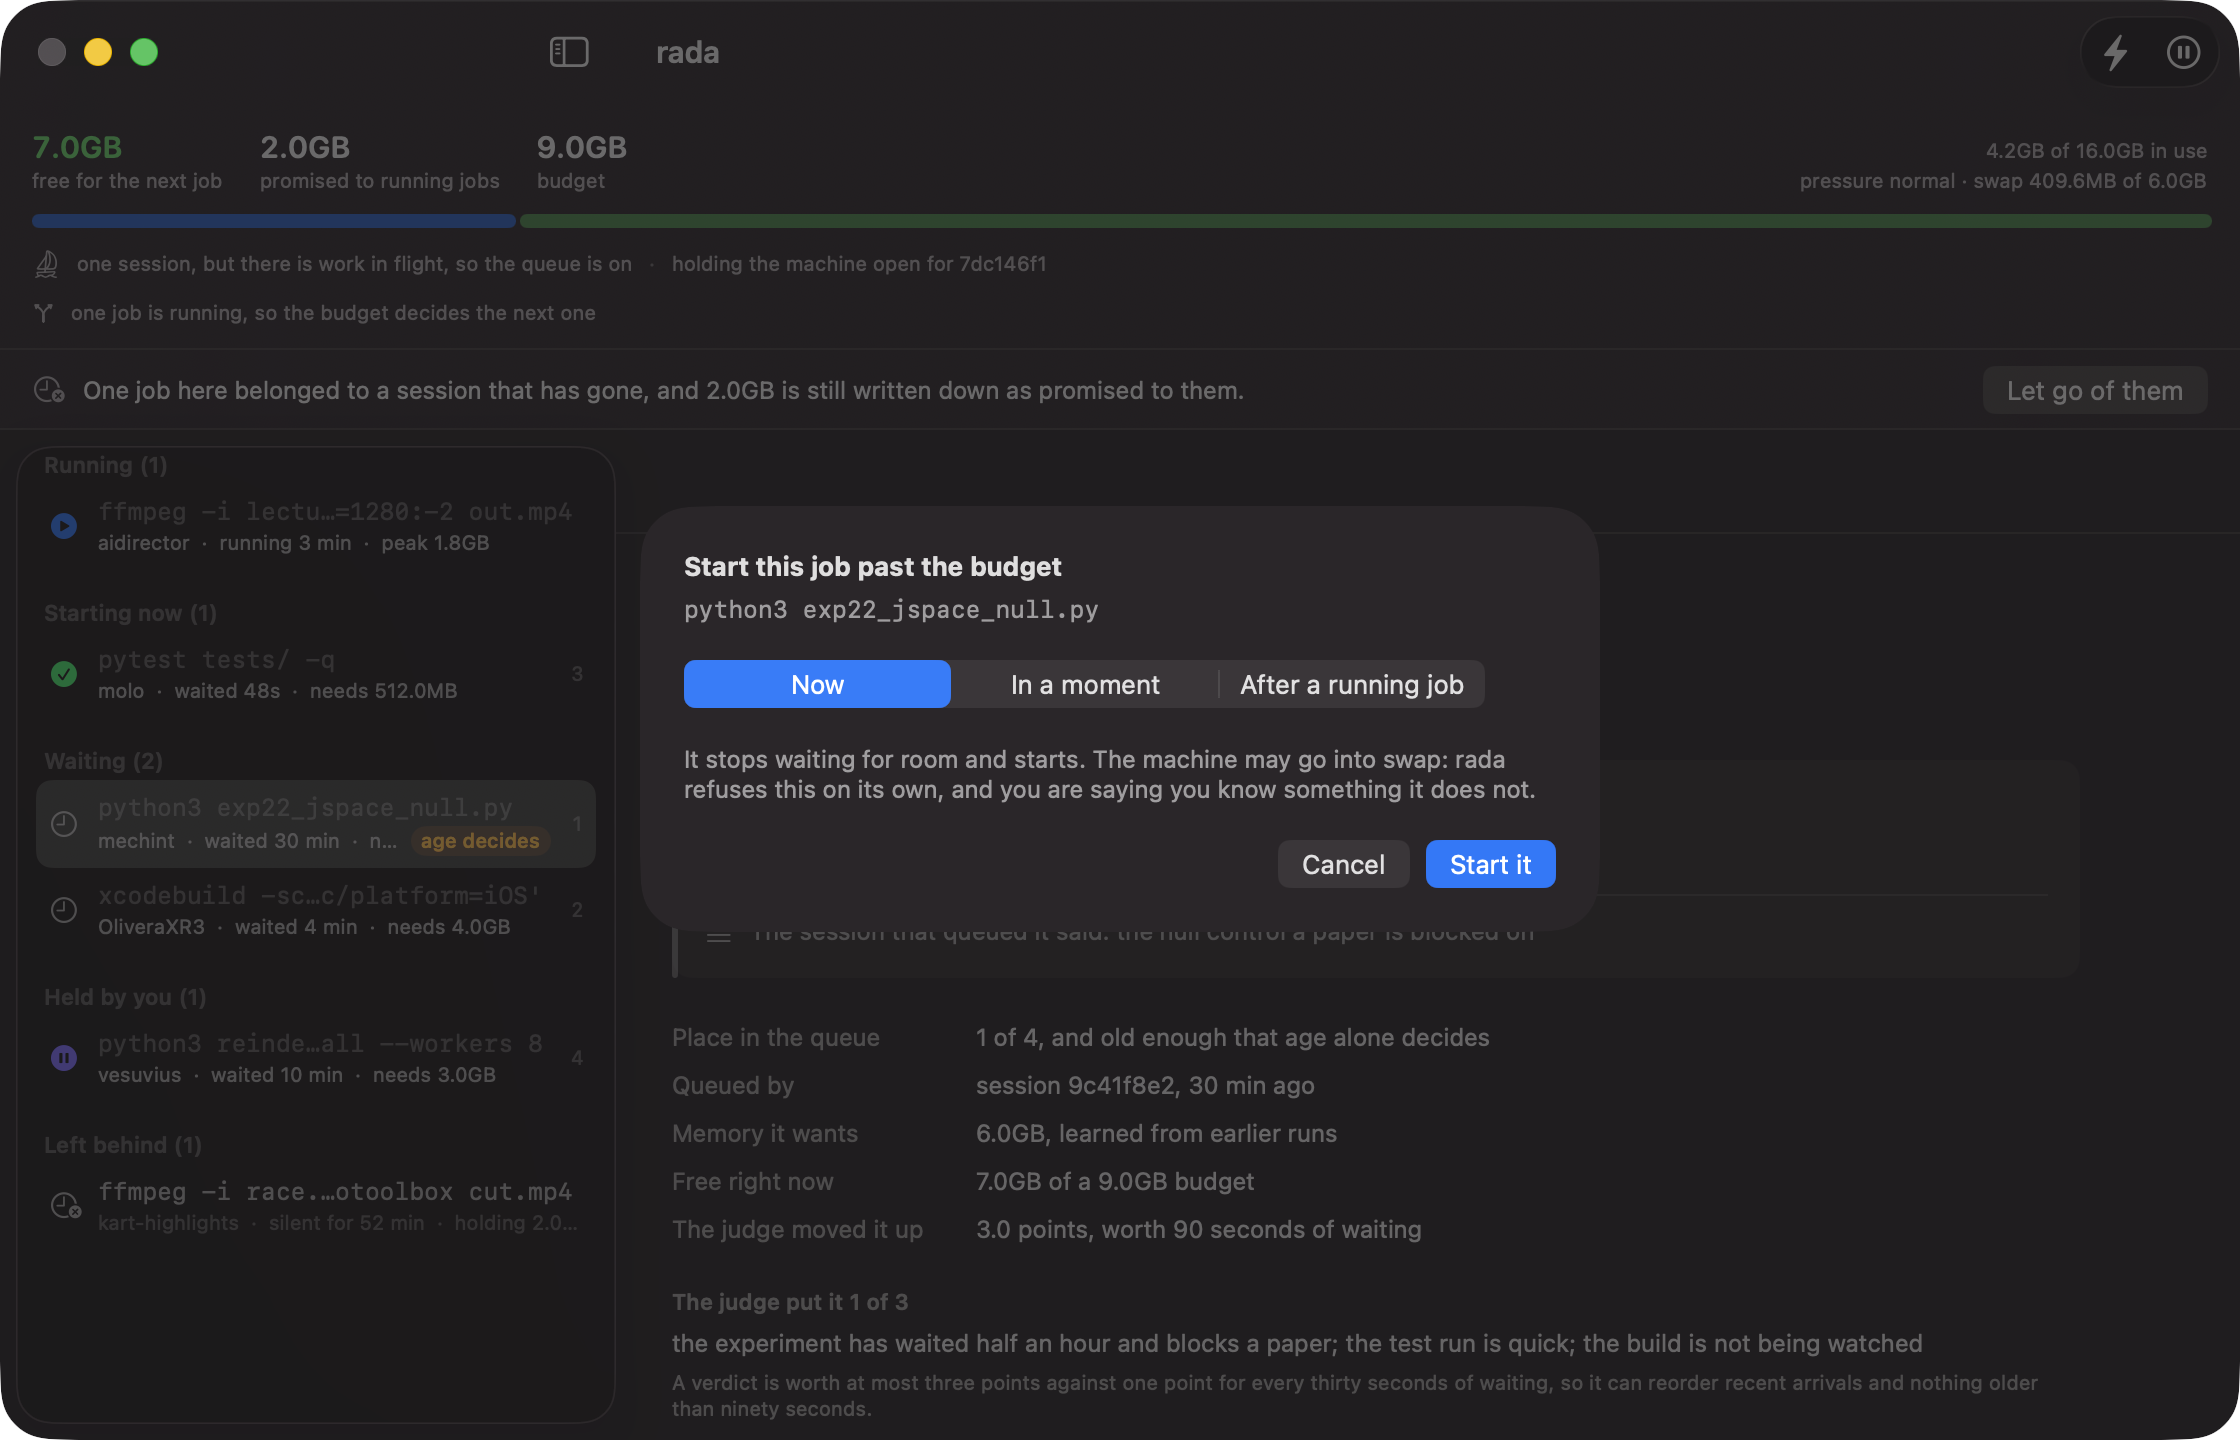 rada
7.0GB
free for the next job
2.0GB
promised to running jobs
9.0GB
budget
4.2GB of 16.0GB in use
pressure normal · swap 409.6MB of 6.0GB
one session, but there is work in flight, so the queue is on · holding the machine open for 7dc146f1
one job is running, so the budget decides the next one
One job here belonged to a session that has gone, and 2.0GB is still written down as promised to them.
Let go of them
Running (1)
ffmpeg -i lectu…=1280:-2 out.mp4
aidirector · running 3 min · peak 1.8GB
Starting now (1)
pytest tests/ -q
molo · waited 48s · needs 512.0MB
3
Waiting (2)
python3 exp22_jspace_null.py
mechint · waited 30 min · n… age decides
1
xcodebuild -sc…c/platform=iOS'
OliveraXR3 · waited 4 min · needs 4.0GB
2
Held by you (1)
python3 reinde…all --workers 8
vesuvius · waited 10 min · needs 3.0GB
4
Left behind (1)
ffmpeg -i race.…otoolbox cut.mp4
kart-highlights · silent for 52 min · holding 2.0…
Start this job past the budget
python3 exp22_jspace_null.py
Now
In a moment
After a running job
It stops waiting for room and starts. The machine may go into swap: rada
refuses this on its own, and you are saying you know something it does not.
Cancel
Start it
The session that queued it said: the null control a paper is blocked on
Place in the queue
1 of 4, and old enough that age alone decides
Queued by
session 9c41f8e2, 30 min ago
Memory it wants
6.0GB, learned from earlier runs
Free right now
7.0GB of a 9.0GB budget
The judge moved it up
3.0 points, worth 90 seconds of waiting
The judge put it 1 of 3
the experiment has waited half an hour and blocks a paper; the test run is quick; the build is not being watched
A verdict is worth at most three points against one point for every thirty seconds of waiting, so it can reorder recent arrivals and nothing older
than ninety seconds.